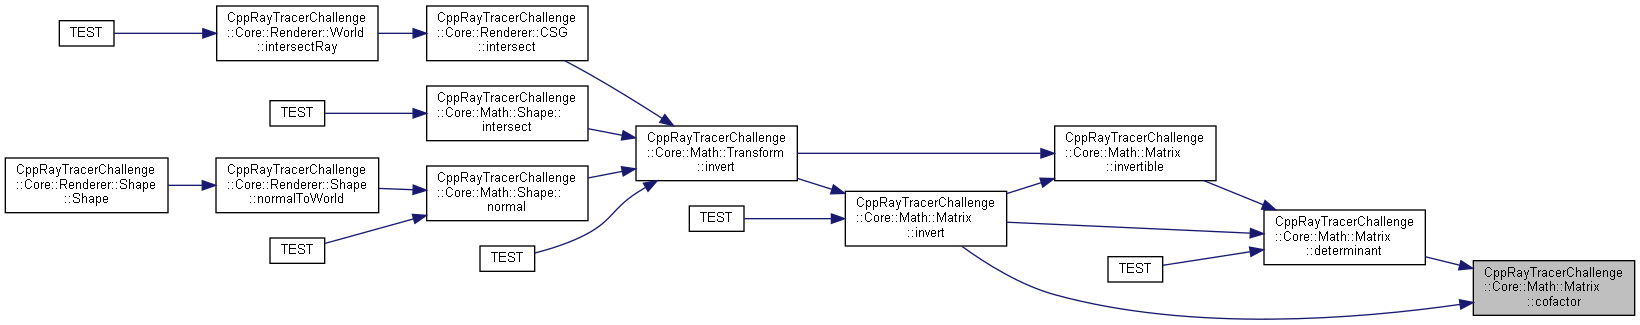 TEST
CppRayTracerChallenge
::Core::Renderer::World
::intersectRay
CppRayTracerChallenge
::Core::Renderer::CSG
::intersect
TEST
CppRayTracerChallenge
::Core::Math::Shape::
intersect
CppRayTracerChallenge
::Core::Renderer::Shape
::Shape
CppRayTracerChallenge
::Core::Renderer::Shape
::normalToWorld
CppRayTracerChallenge
::Core::Math::Shape::
normal
TEST
TEST
CppRayTracerChallenge
::Core::Math::Transform
::invert
TEST
CppRayTracerChallenge
::Core::Math::Matrix
::invert
CppRayTracerChallenge
::Core::Math::Matrix
::invertible
TEST
CppRayTracerChallenge
::Core::Math::Matrix
::determinant
CppRayTracerChallenge
::Core::Math::Matrix
::cofactor